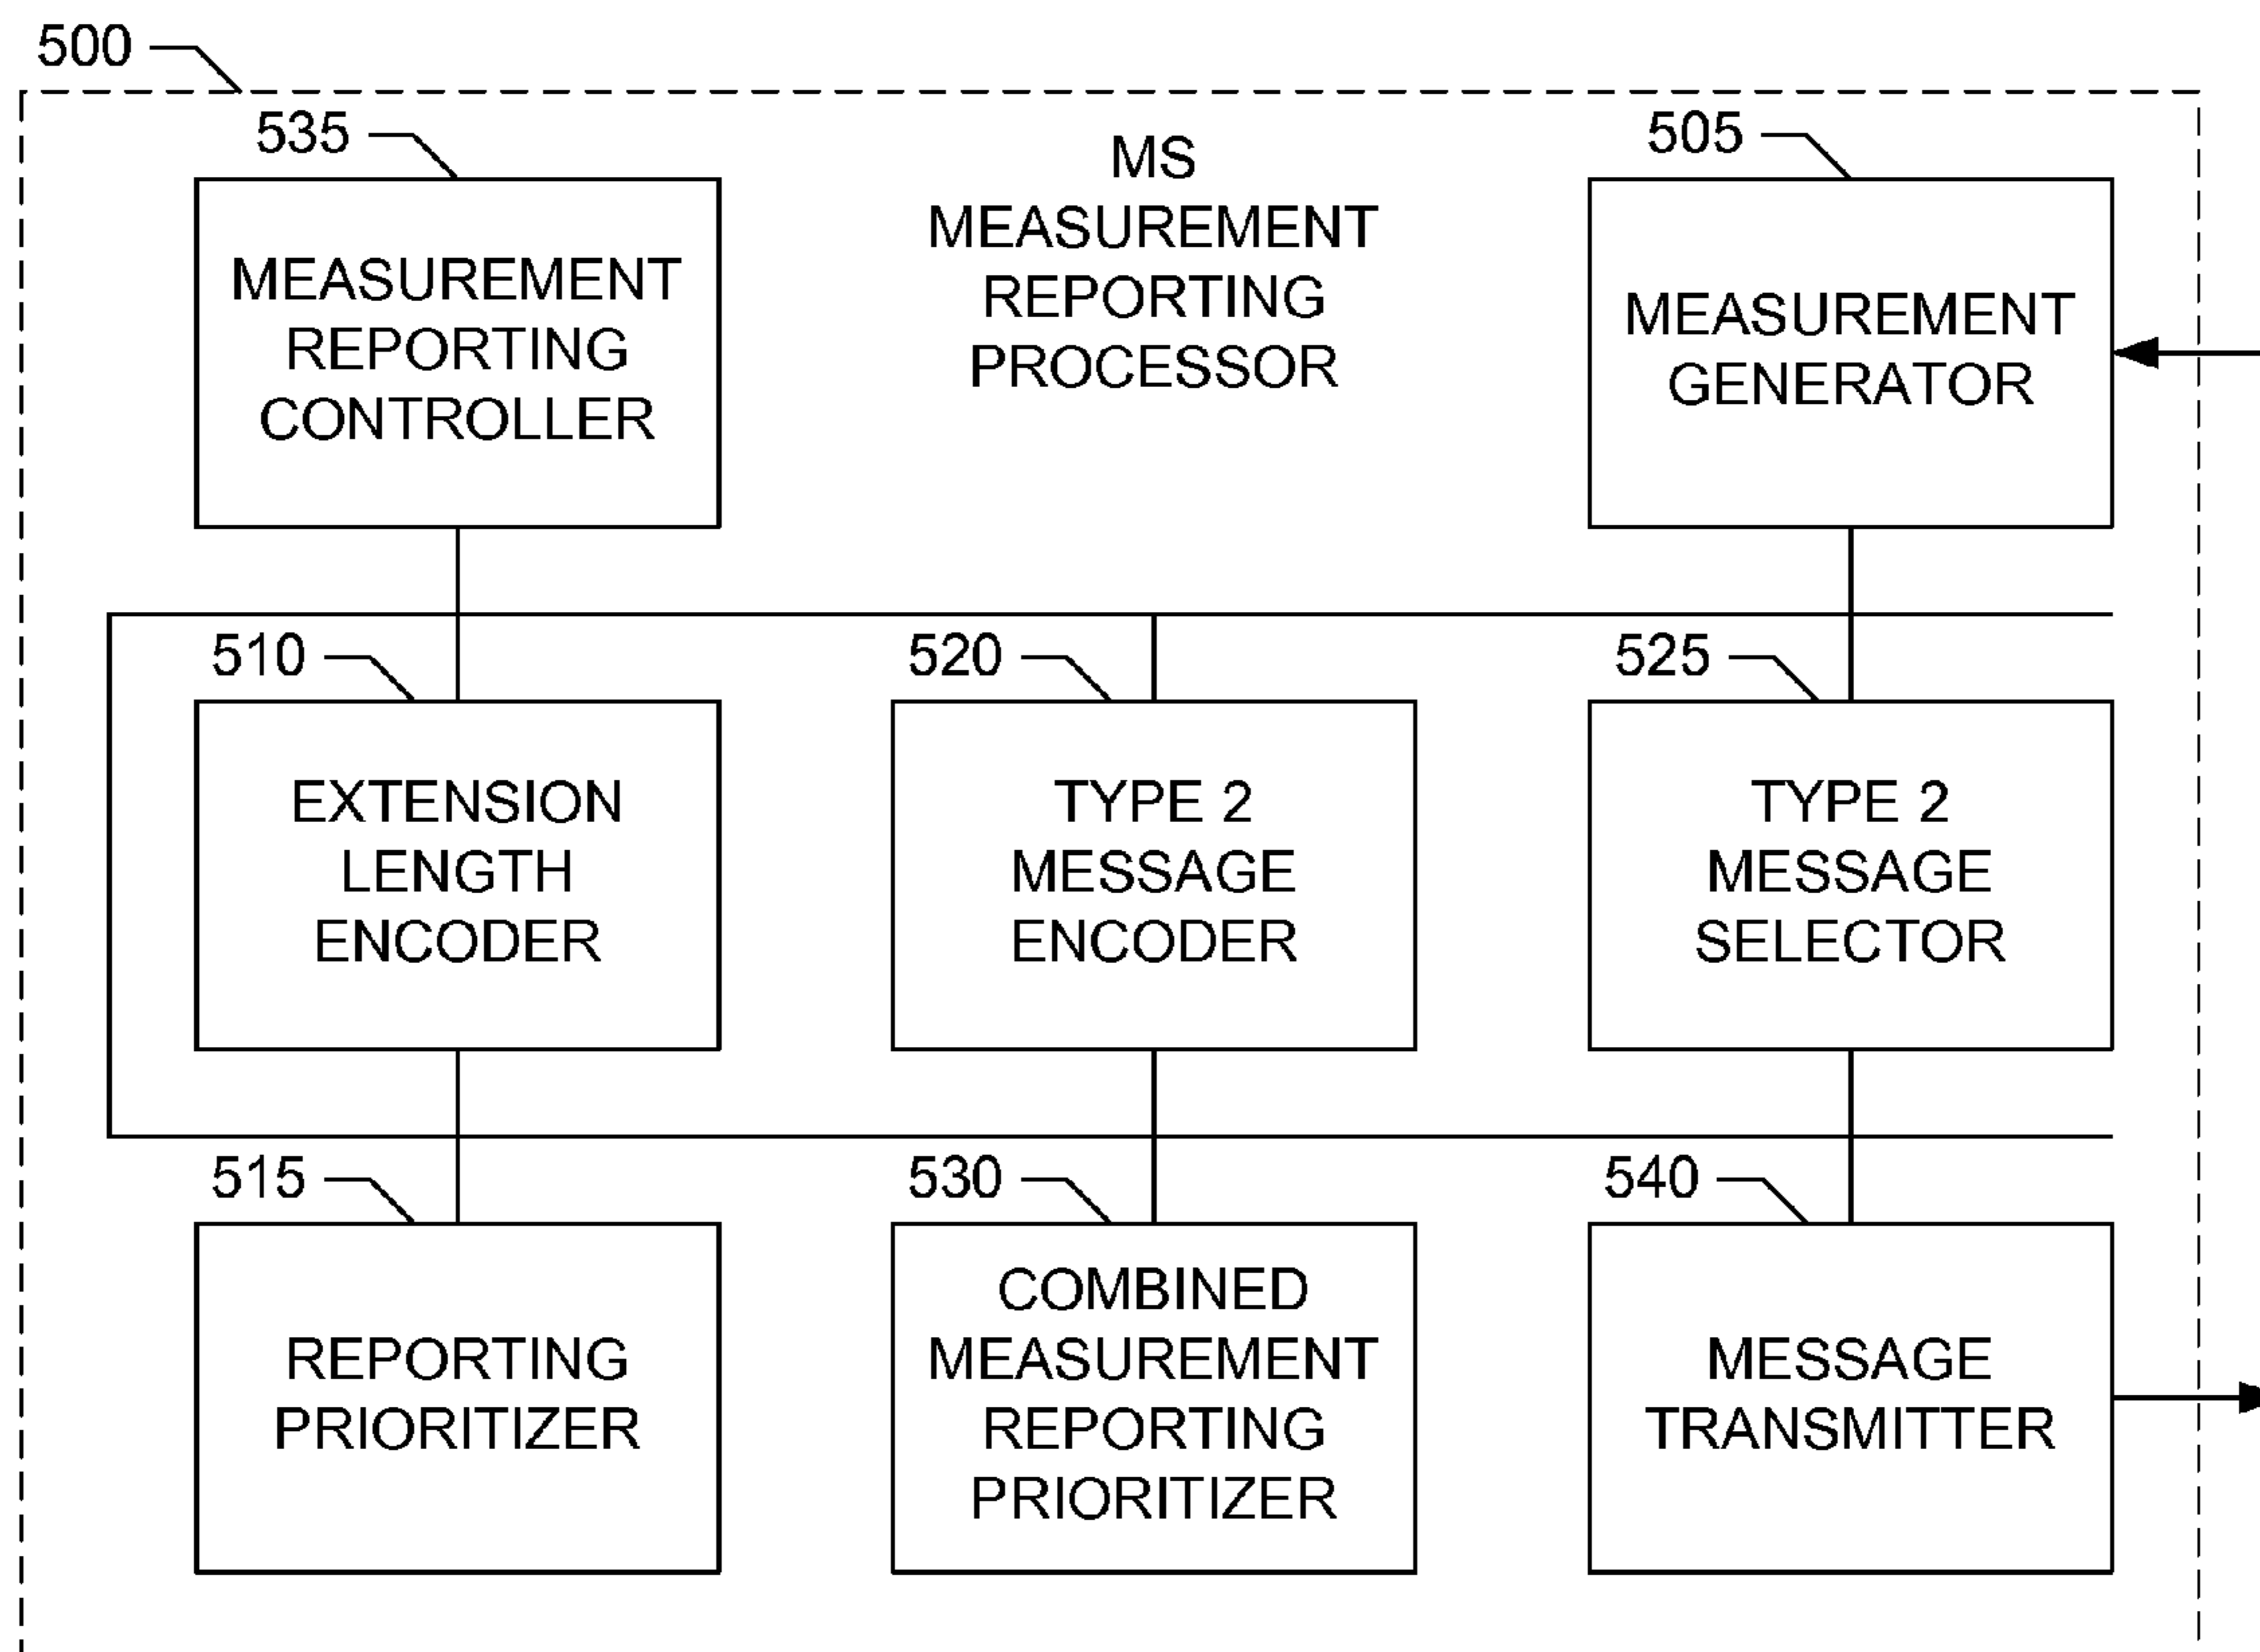 500
535
MEASUREMENT
REPORTING
CONTROLLER
MS
MEASUREMENT
REPORTING
PROCESSOR
505
MEASUREMENT
GENERATOR
510
EXTENSION
LENGTH
ENCODER
520
TYPE 2
MESSAGE
ENCODER
525
TYPE 2
MESSAGE
SELECTOR
515
REPORTING
PRIORITIZER
530
COMBINED
MEASUREMENT
REPORTING
PRIORITIZER
540
MESSAGE
TRANSMITTER